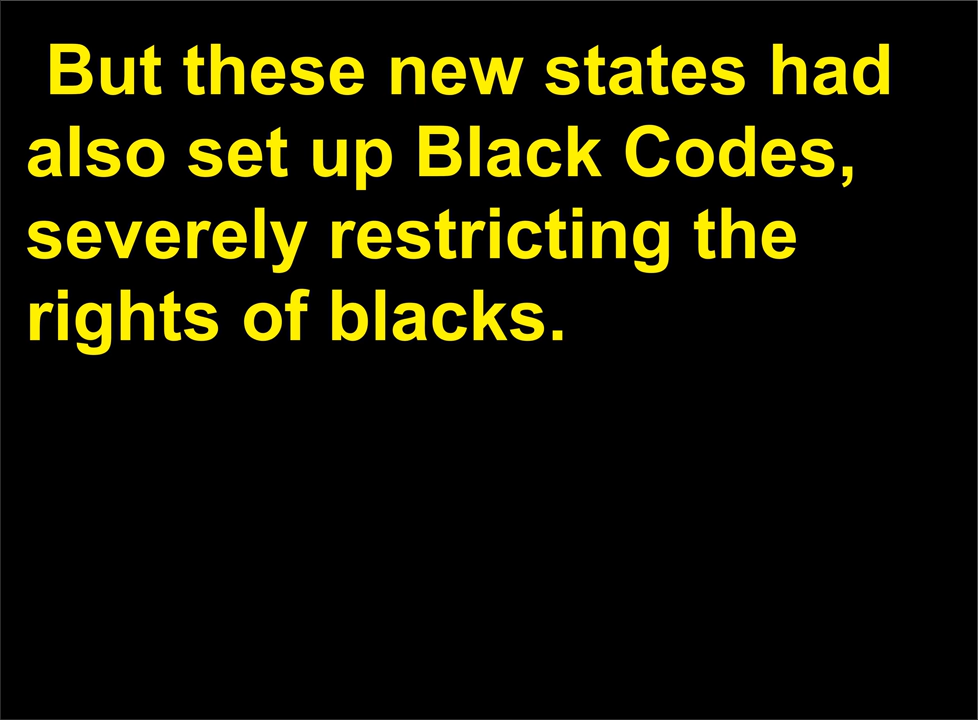 But these new states had
also set up Black Codes,
severely restricting the
rights of blacks.